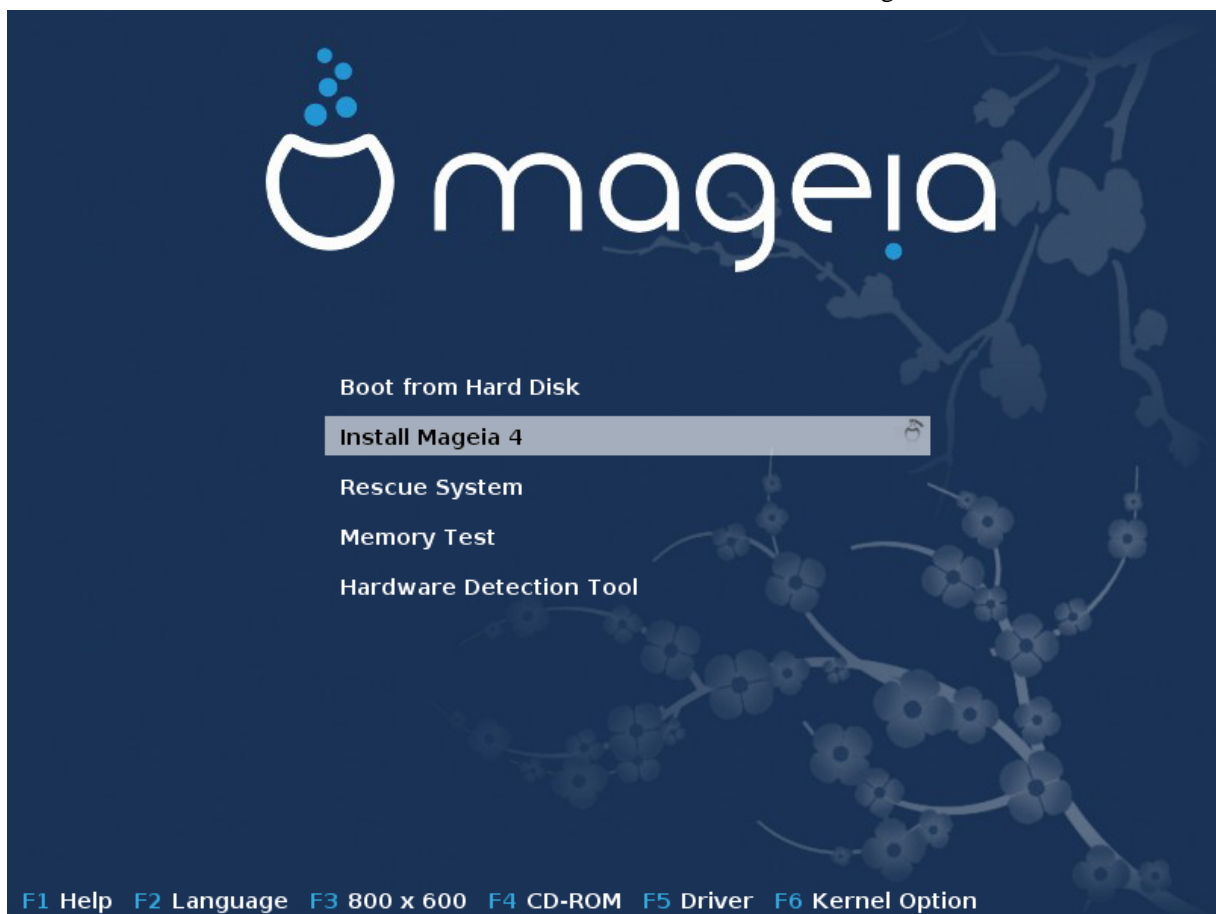 mageia
Boot from Hard Disk
Install Mageia 4
Rescue System
Memory Test
Hardware Detection Tool
F1 Help F2 Language F3 800 x 600 F4 CD-ROM F5 Driver F6 Kernel Option